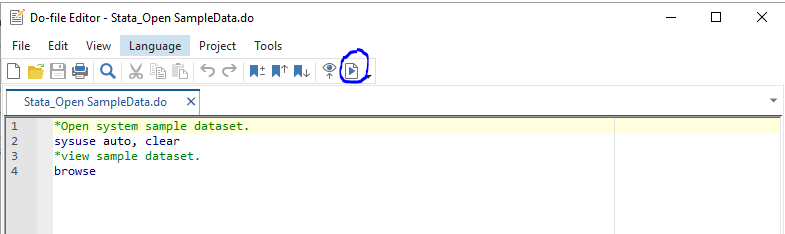 Do-file Editor - Stata_Open SampleData.do
File Edit View Language Project Tools
Stata_Open SampleData.do
1 *Open system sample dataset.
2 sysuse auto, clear
3 *view sample dataset.
4 browse